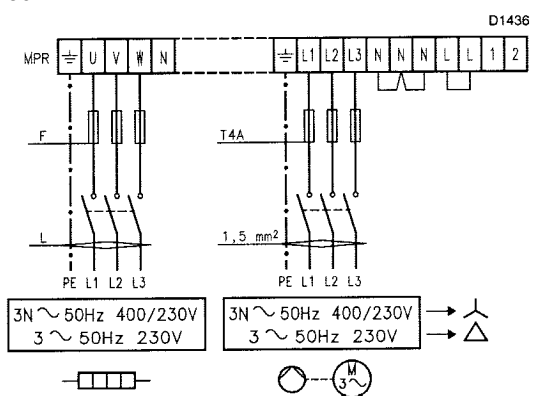 D1436
MPR ⏚ U V W N ⏚ L1 L2 L3 N N N L L 1 2
F T4A
L 1,5 mm²
PE L1 L2 L3 PE L1 L2 L3
3N ~ 50Hz 400/230V 3N ~ 50Hz 400/230V
3 ~ 50Hz 230V 3 ~ 50Hz 230V
M
3~